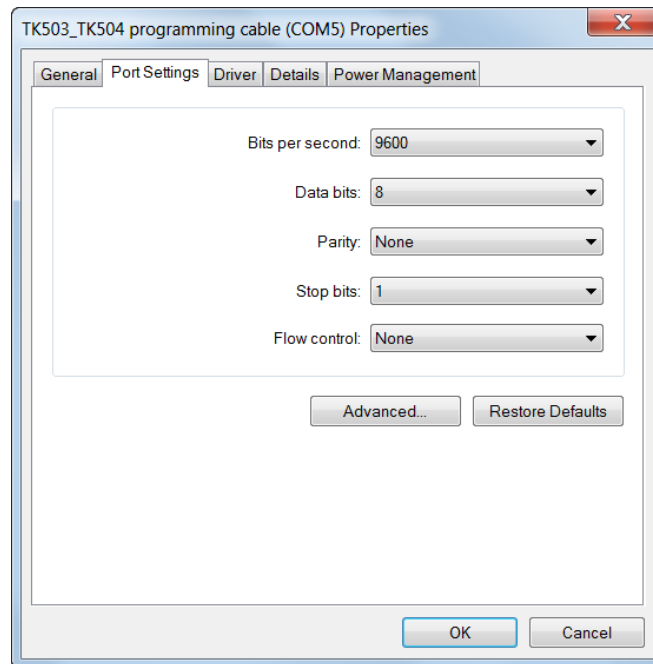 TK503_TK504 programming cable (COM5) Properties
General Port Settings Driver Details Power Management
Bits per second: 9600
Data bits: 8
Parity: None
Stop bits: 1
Flow control: None
Advanced... Restore Defaults
OK Cancel